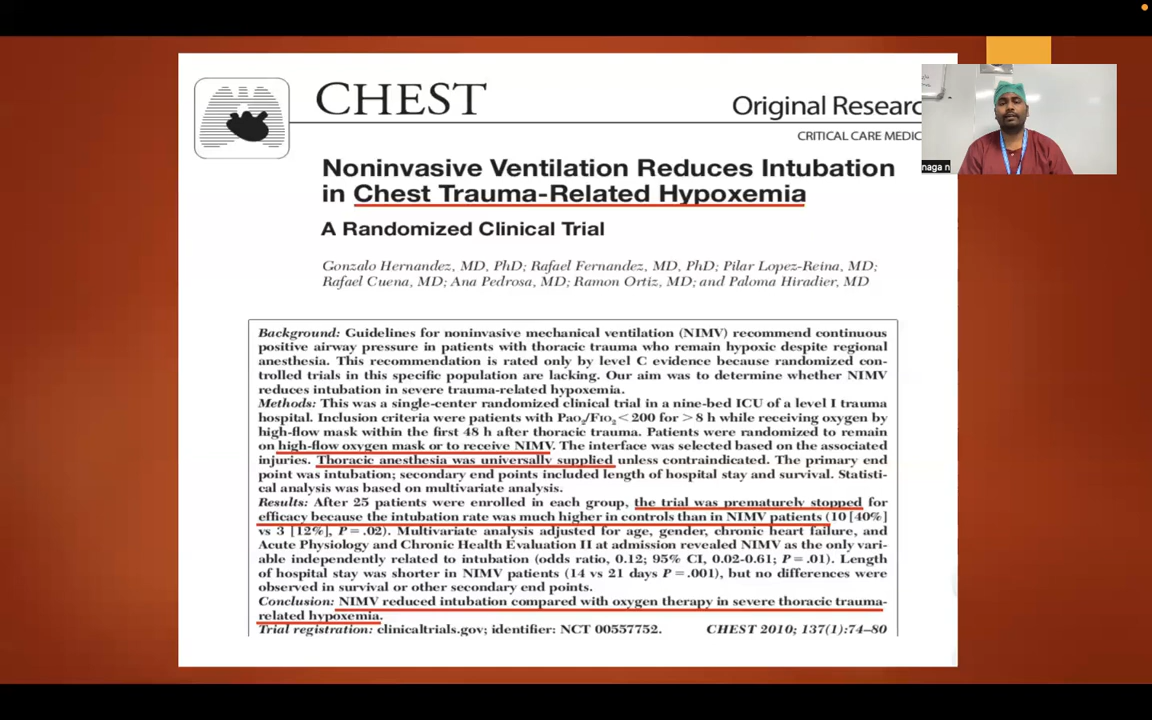 CHEST
Original Researc
CRITICAL CARE MEDIC
Noninvasive Ventilation Reduces Intubation
in Chest Trauma-Related Hypoxemia
A Randomized Clinical Trial
Gonzalo Hernandez, MD, PhD; Rafael Fernandez, MD, PhD; Pilar Lopez-Reina, MD;
Rafael Cuena, MD; Ana Pedrosa, MD; Ramon Ortiz, MD; and Paloma Hiradier, MD
Background: Guidelines for noninvasive mechanical ventilation (NIMV) recommend continuous
positive airway pressure in patients with thoracic trauma who remain hypoxic despite regional
anesthesia. This recommendation is rated only by level C evidence because randomized con-
trolled trials in this specific population are lacking. Our aim was to determine whether NIMV
reduces intubation in severe trauma-related hypoxemia.
Methods: This was a single-center randomized clinical trial in a nine-bed ICU of a level I trauma
hospital. Inclusion criteria were patients with PaO₂/FIO₂<200 for >8 h while receiving oxygen by
high-flow mask within the first 48 h after thoracic trauma. Patients were randomized to remain
on high-flow oxygen mask or to receive NIMV. The interface was selected based on the associated
injuries. Thoracic anesthesia was universally supplied unless contraindicated. The primary end
point was intubation; secondary end points included length of hospital stay and survival. Statisti-
cal analysis was based on multivariate analysis.
Results: After 25 patients were enrolled in each group, the trial was prematurely stopped for
efficacy because the intubation rate was much higher in controls than in NIMV patients (10 [40%]
vs 3 [12%], P=.02). Multivariate analysis adjusted for age, gender, chronic heart failure, and
Acute Physiology and Chronic Health Evaluation II at admission revealed NIMV as the only vari-
able independently related to intubation (odds ratio, 0.12; 95% CI, 0.02-0.61; P=.01). Length
of hospital stay was shorter in NIMV patients (14 vs 21 days P=.001), but no differences were
observed in survival or other secondary end points.
Conclusion: NIMV reduced intubation compared with oxygen therapy in severe thoracic trauma-
related hypoxemia.
Trial registration: clinicaltrials.gov; identifier: NCT 00557752. CHEST 2010; 137(1):74–80
naga n